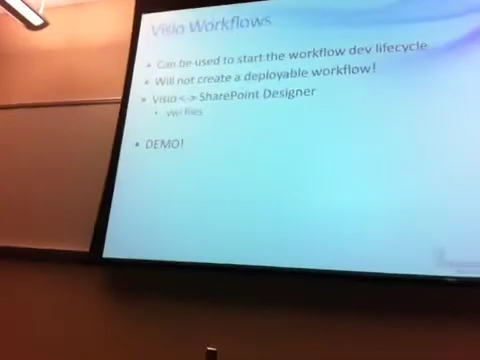 Visio Workflows
• Can be used to start the workflow dev lifecycle
• Will not create a deployable workflow!
• Visio <-> SharePoint Designer
• vwi files
• DEMO!